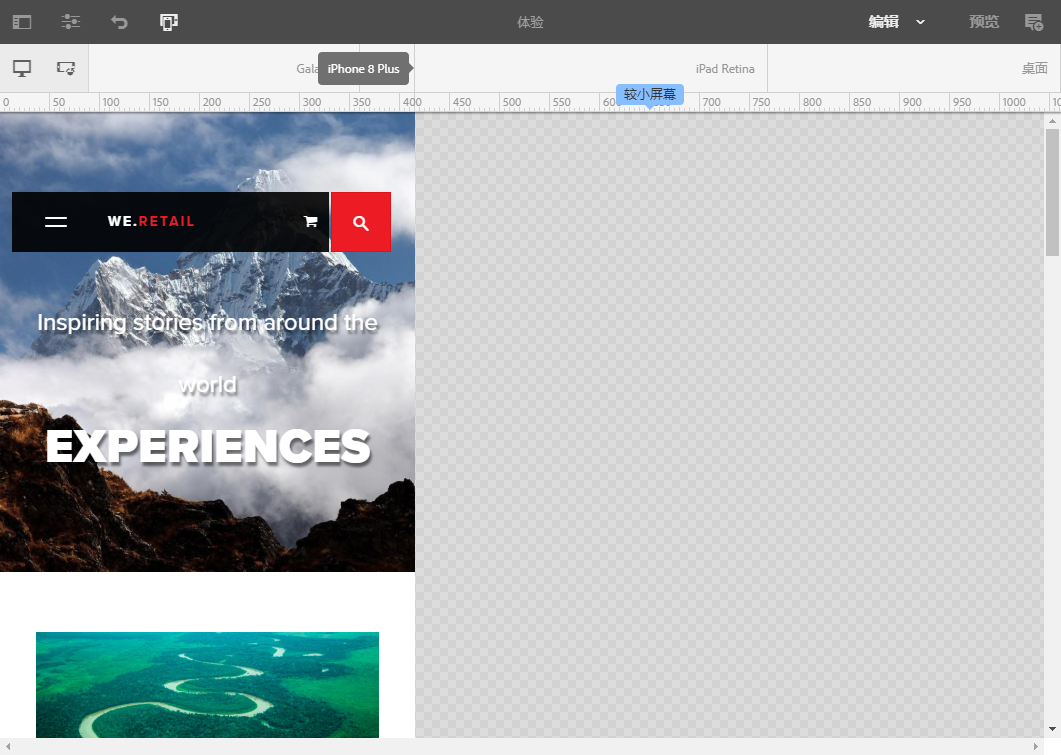 体验
编辑
预览
Gala
iPhone 8 Plus
iPad Retina
桌面
0 50 100 150 200 250 300 350 400 450 500 550 60 700 750 800 850 900 950 1000 10
较小屏幕
WE.RETAIL
Inspiring stories from around the
world
EXPERIENCES